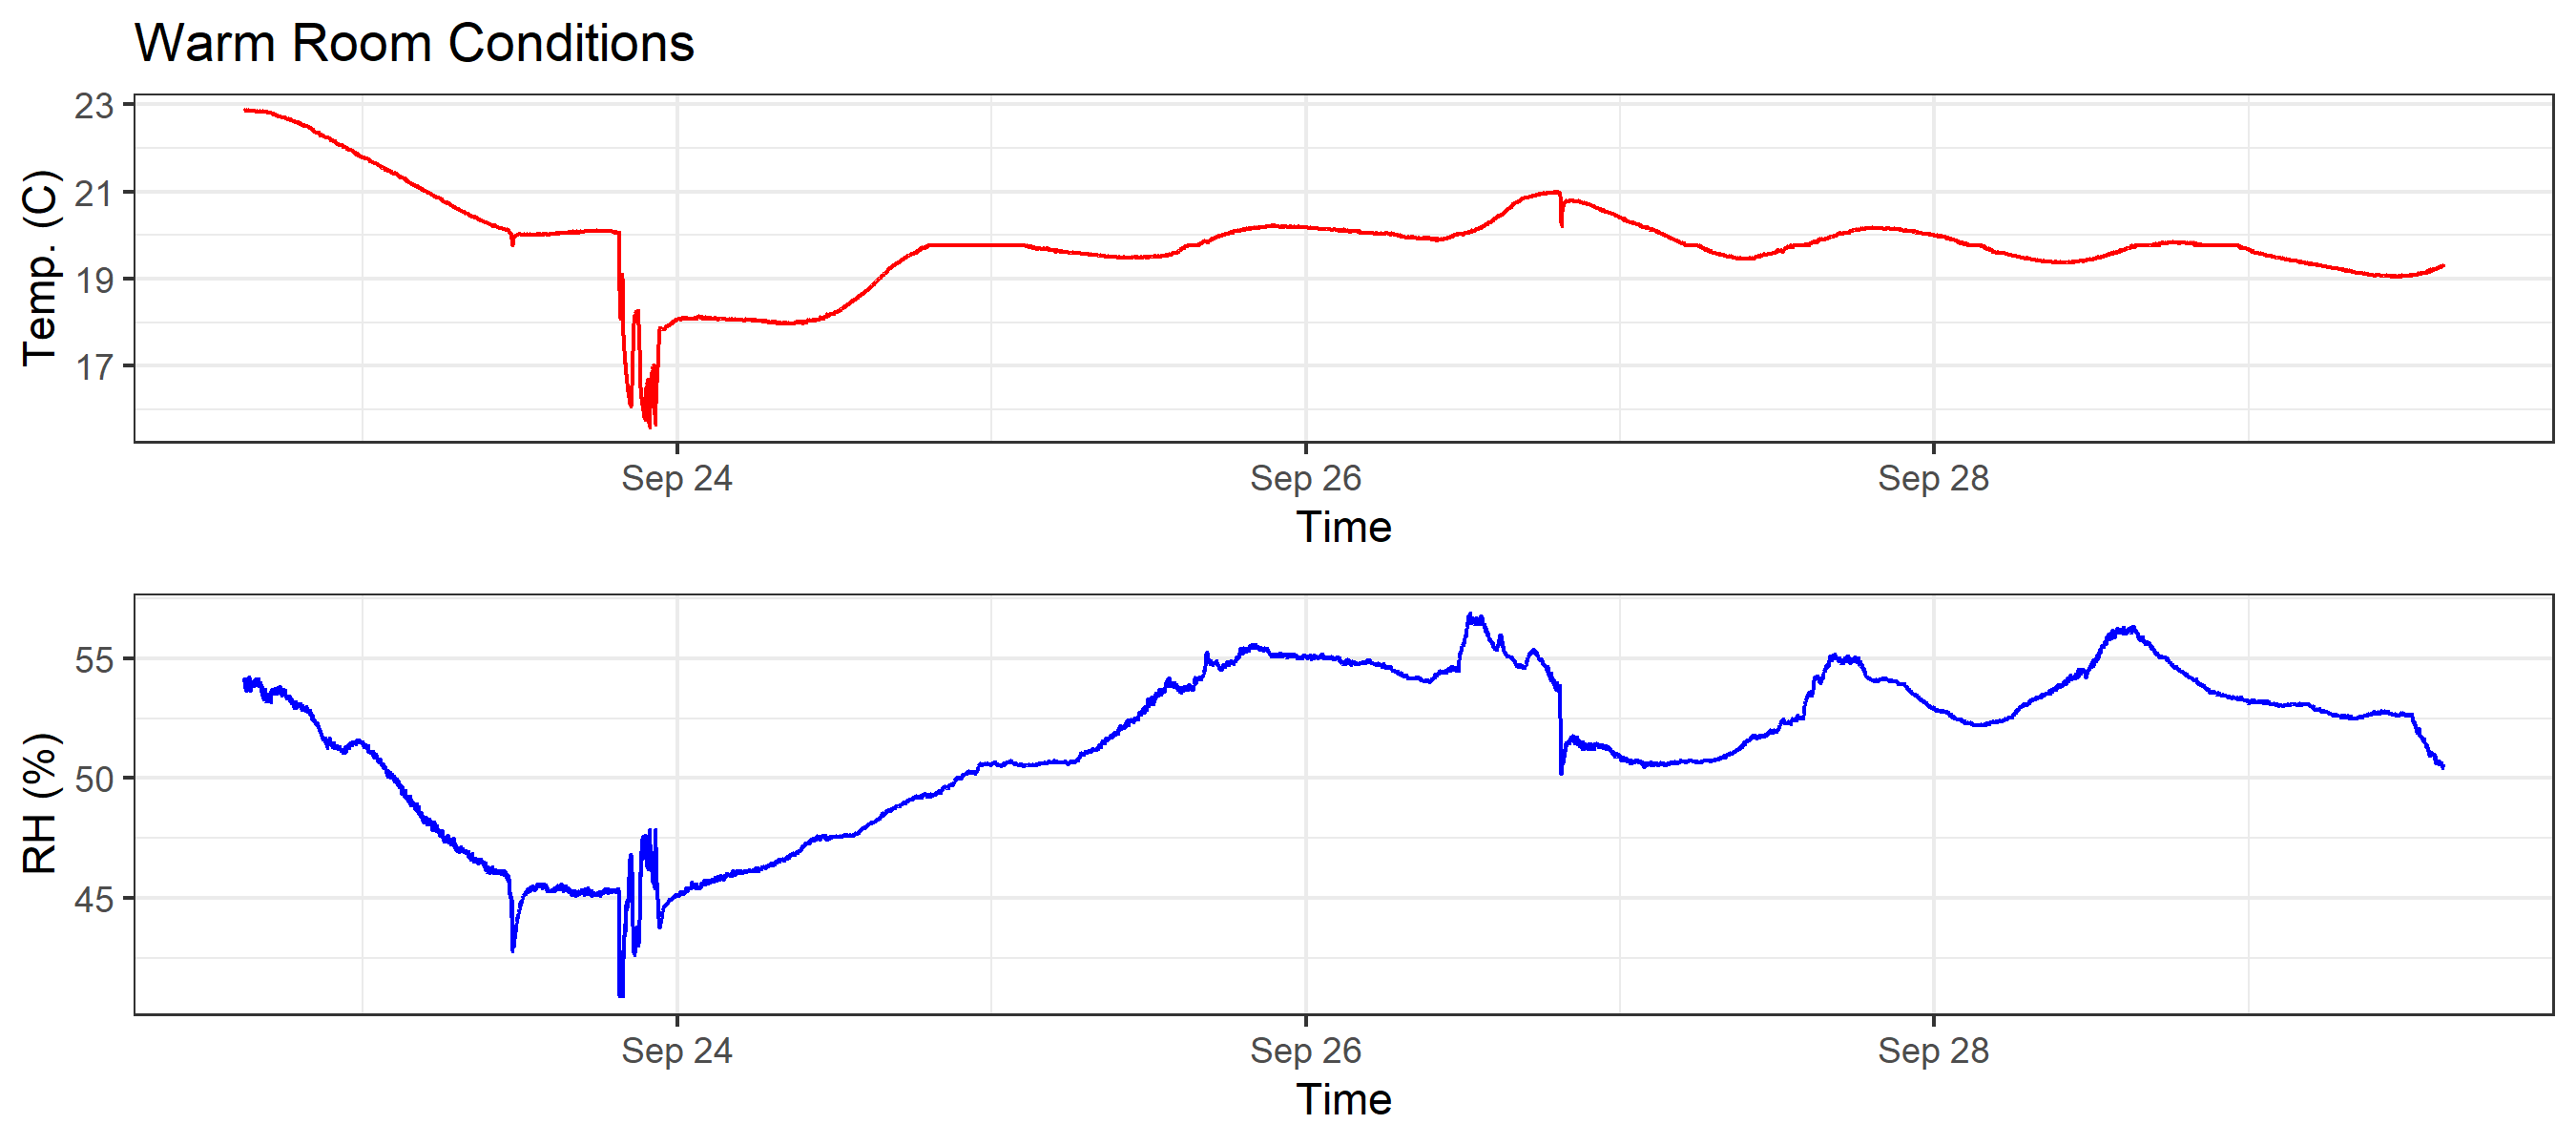 Warm Room Conditions
23
21
19
17
Temp. (C)
Sep 24 Sep 26 Sep 28
Time
55
50
45
RH (%)
Sep 24 Sep 26 Sep 28
Time